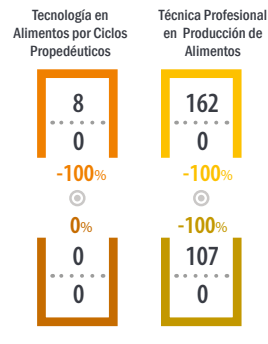 Tecnología en
Alimentos por Ciclos
Propedéuticos
8
0
-100%
0%
0
0
Técnica Profesional
en Producción de
Alimentos
162
0
-100%
-100%
107
0